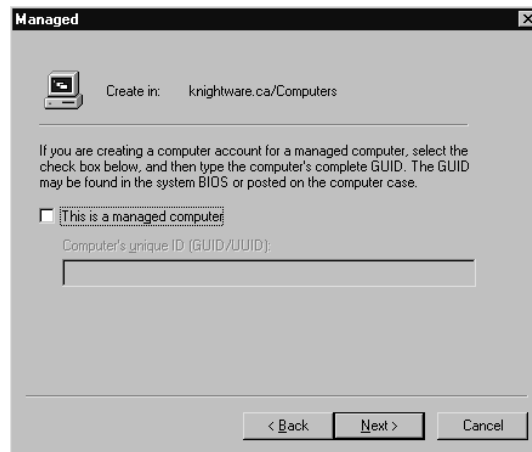 Managed
Create in: knightware.ca/Computers
If you are creating a computer account for a managed computer, select the
check box below, and then type the computer's complete GUID. The GUID
may be found in the system BIOS or posted on the computer case.
This is a managed computer
Computer's unique ID (GUID/UUID):
< Back Next > Cancel